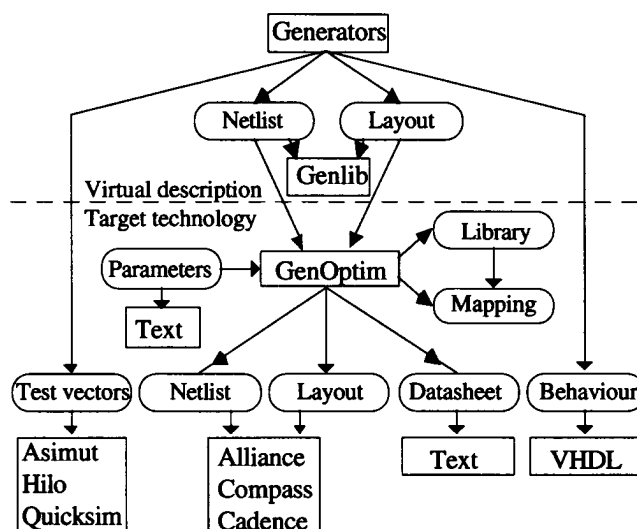 Generators
Netlist
Layout
Genlib
Virtual description
Target technology
Library
Parameters
GenOptim
Mapping
Text
Test vectors
Netlist
Layout
Datasheet
Behaviour
Asimut
Hilo
Quicksim
Alliance
Compass
Cadence
Text
VHDL